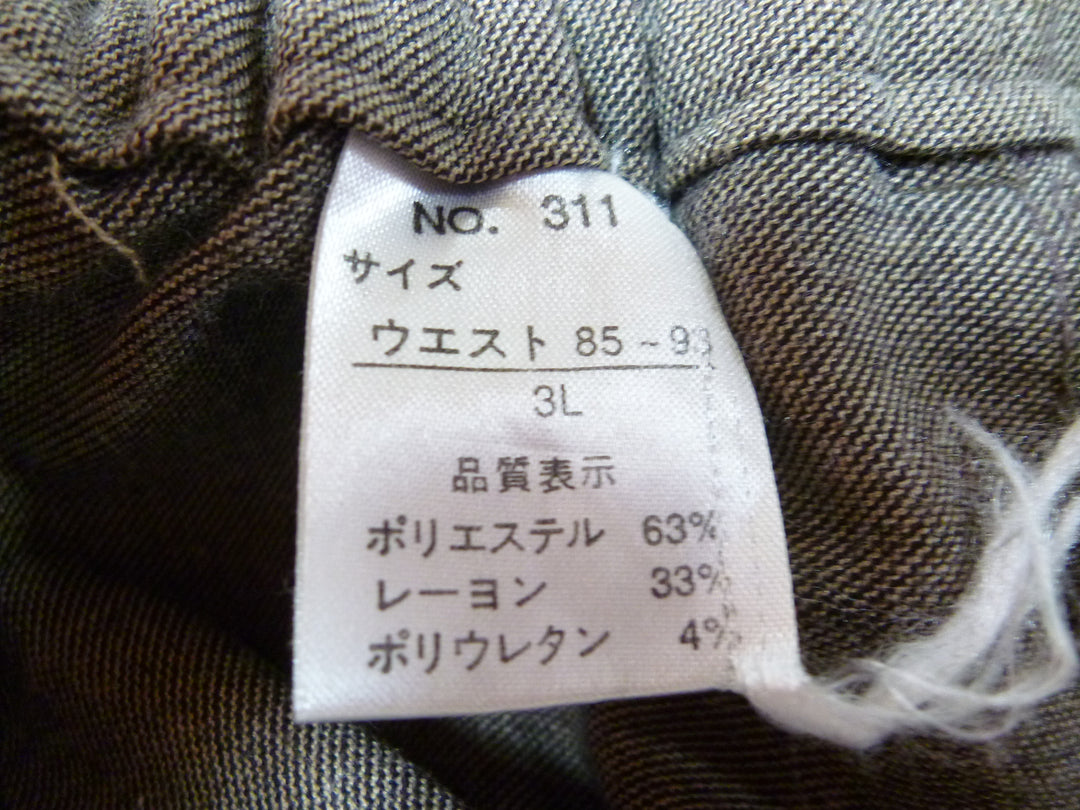 NO. 311
サイズ
ウエスト 85~93
3L
品質表示
ポリエステル 63%
レーヨン 33%
ポリウレタン 4%